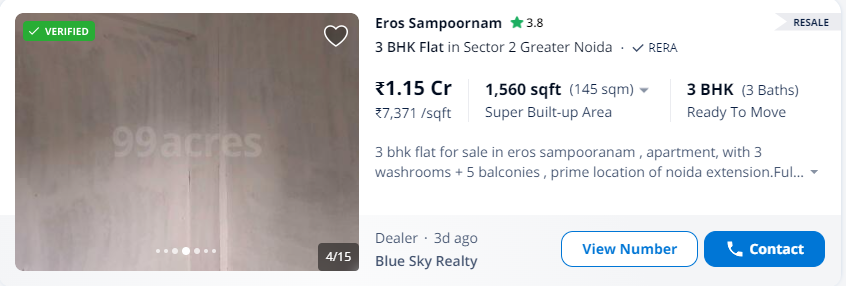 VERIFIED
99acres
4/15
Eros Sampoornam 3.8
RESALE
3 BHK Flat in Sector 2 Greater Noida · RERA
₹1.15 Cr
₹7,371 /sqft
1,560 sqft (145 sqm)
Super Built-up Area
3 BHK (3 Baths)
Ready To Move
3 bhk flat for sale in eros sampooranam , apartment, with 3
washrooms + 5 balconies , prime location of noida extension.Ful...
Dealer · 3d ago
Blue Sky Realty
View Number
Contact